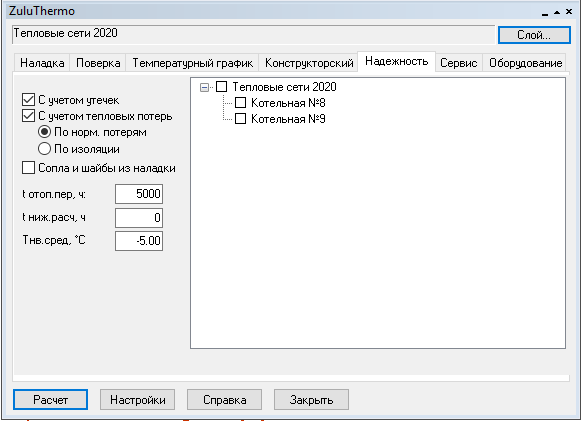 ZuluThermo
Тепловые сети 2020
Слой...
Наладка Поверка Температурный график Конструкторский Надежность Сервис Оборудование
С учетом утечек
С учетом тепловых потерь
По норм. потерям
По изоляции
Сопла и шайбы из наладки
t отоп.пер, ч: 5000
t ниж.расч, ч 0
Tнв.сред, °C -5.00
Тепловые сети 2020
Котельная №8
Котельная №9
Расчет Настройки Справка Закрыть